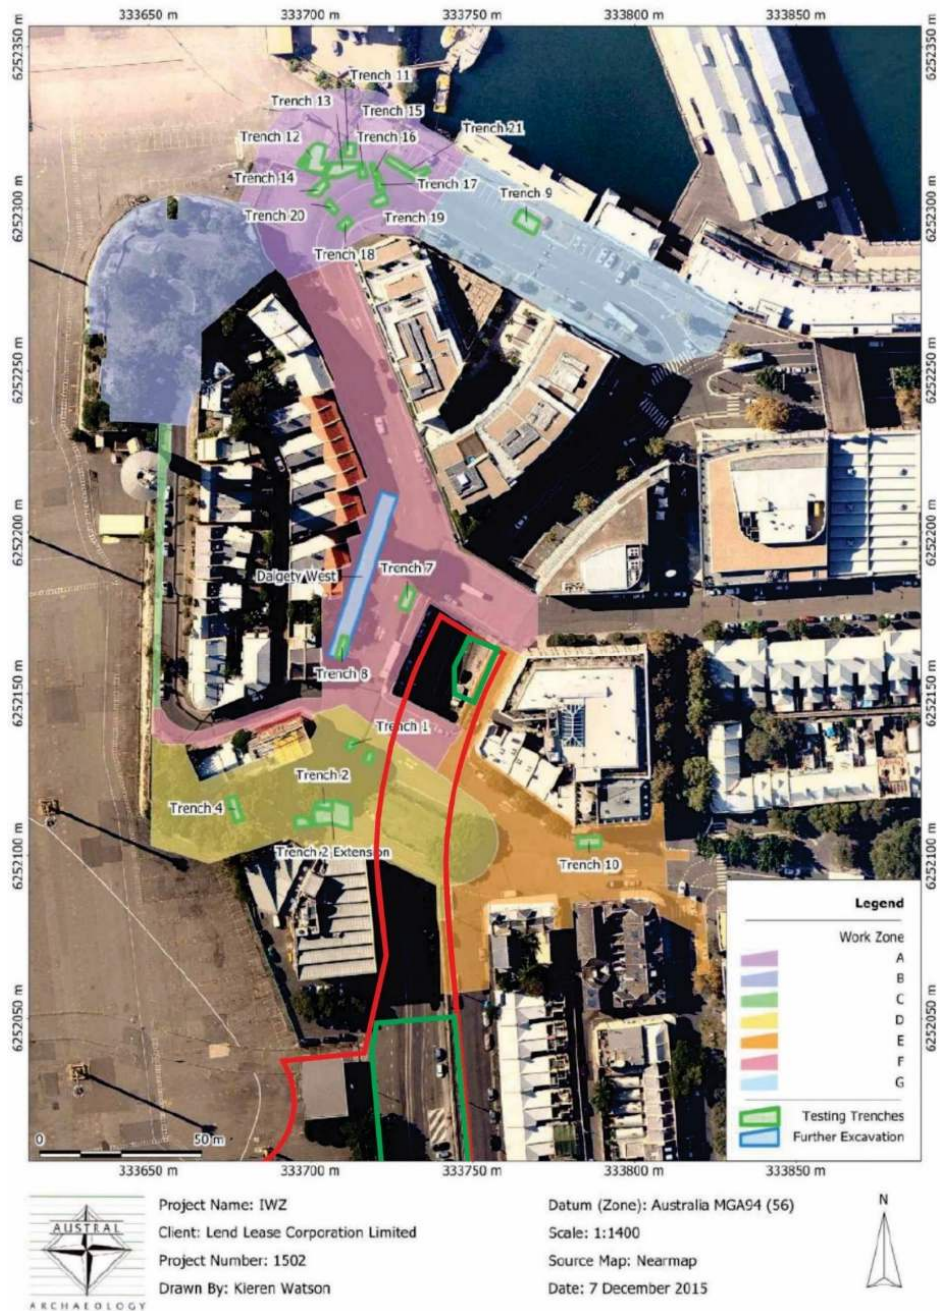 333650 m
333700 m
333750 m
333800 m
333850 m
6252350 m
6252350 m
6252300 m
6252300 m
6252250 m
6252250 m
6252200 m
6252200 m
6252150 m
6252150 m
6252100 m
6252100 m
6252050 m
6252050 m
Trench 11
Trench 13
Trench 15
Trench 12
Trench 16
Trench 21
Trench 14
Trench 17
Trench 9
Trench 20
Trench 19
Trench 18
Dalgety West
Trench 7
Trench 8
Trench 1
Trench 2
Trench 4
Trench 2 Extension
Trench 10
Legend
Work Zone
A
B
C
D
E
F
G
Testing Trenches
Further Excavation
0 50 m
333650 m
333700 m
333750 m
333800 m
333850 m
AUSTRAL
ARCHAEOLOGY
Project Name: IWZ
Client: Lend Lease Corporation Limited
Project Number: 1502
Drawn By: Kieren Watson
Datum (Zone): Australia MGA94 (56)
Scale: 1:1400
Source Map: Nearmap
Date: 7 December 2015
N